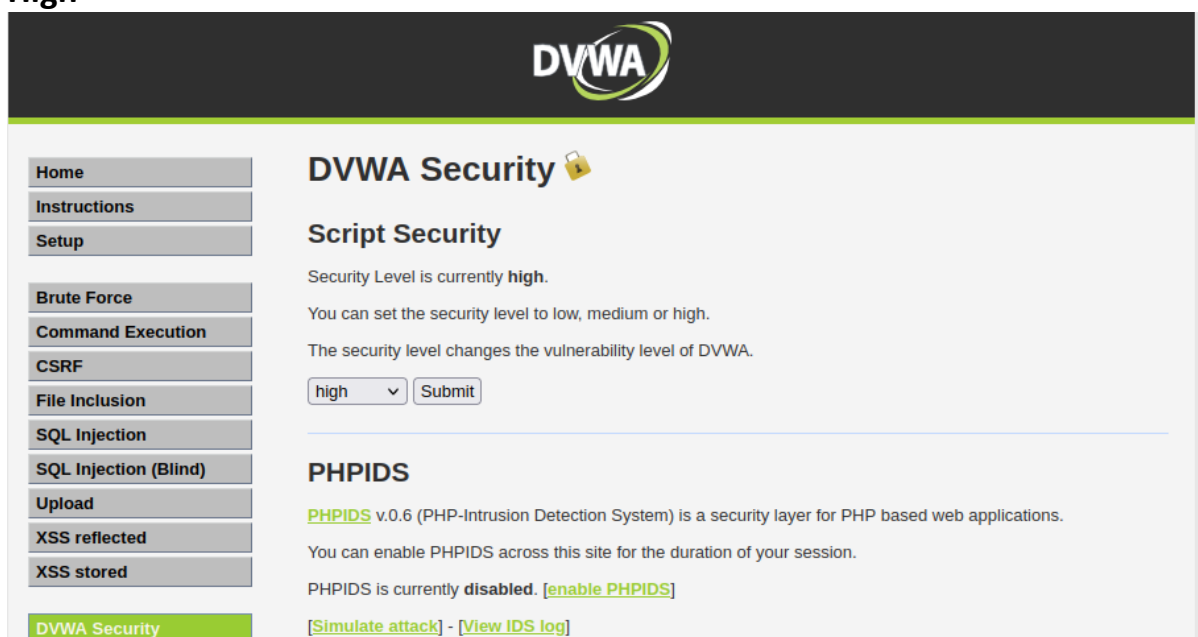 High
DVWA
Home
Instructions
Setup
Brute Force
Command Execution
CSRF
File Inclusion
SQL Injection
SQL Injection (Blind)
Upload
XSS reflected
XSS stored
DVWA Security
DVWA Security
Script Security
Security Level is currently high.
You can set the security level to low, medium or high.
The security level changes the vulnerability level of DVWA.
high Submit
PHPIDS
PHPIDS v.0.6 (PHP-Intrusion Detection System) is a security layer for PHP based web applications.
You can enable PHPIDS across this site for the duration of your session.
PHPIDS is currently disabled. [enable PHPIDS]
[Simulate attack] - [View IDS log]